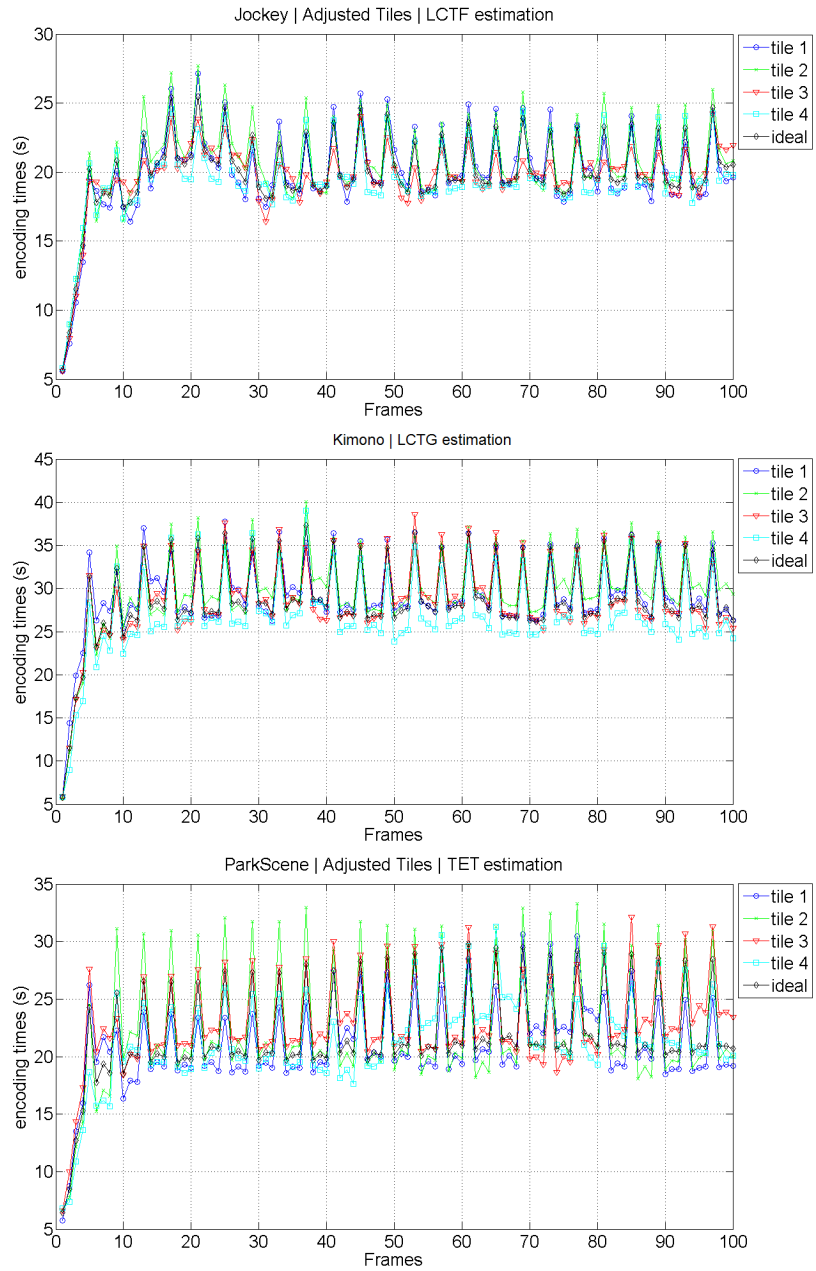 Jockey | Adjusted Tiles | LCTF estimation
encoding times (s)
30
25
20
15
10
5
0 10 20 30 40 50 60 70 80 90 100
Frames
tile 1
tile 2
tile 3
tile 4
ideal
Kimono | LCTG estimation
encoding times (s)
45
40
35
30
25
20
15
10
5
0 10 20 30 40 50 60 70 80 90 100
Frames
tile 1
tile 2
tile 3
tile 4
ideal
ParkScene | Adjusted Tiles | TET estimation
encoding times (s)
35
30
25
20
15
10
5
0 10 20 30 40 50 60 70 80 90 100
Frames
tile 1
tile 2
tile 3
tile 4
ideal